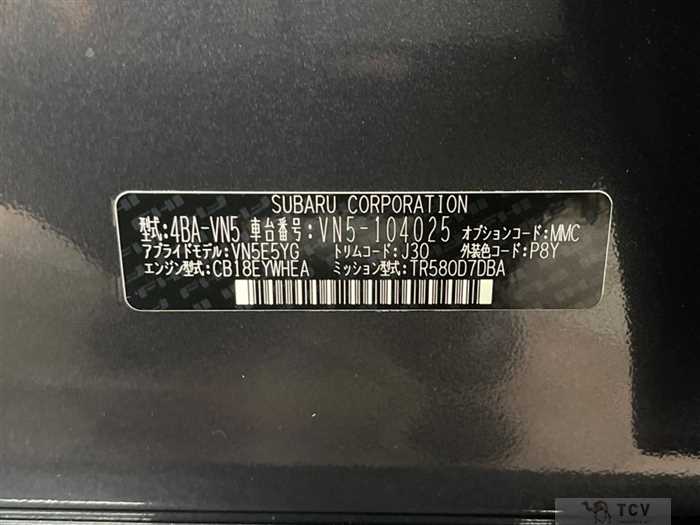 SUBARU CORPORATION
型式:4BA-VN5 車台番号:VN5-104025 オプションコード:MMC
アプライドモデル:VN5E5YG トリムコード:J30 外装色コード:P8Y
エンジン型式:CB18EYWHEA ミッション型式:TR580D7DBA
TCV